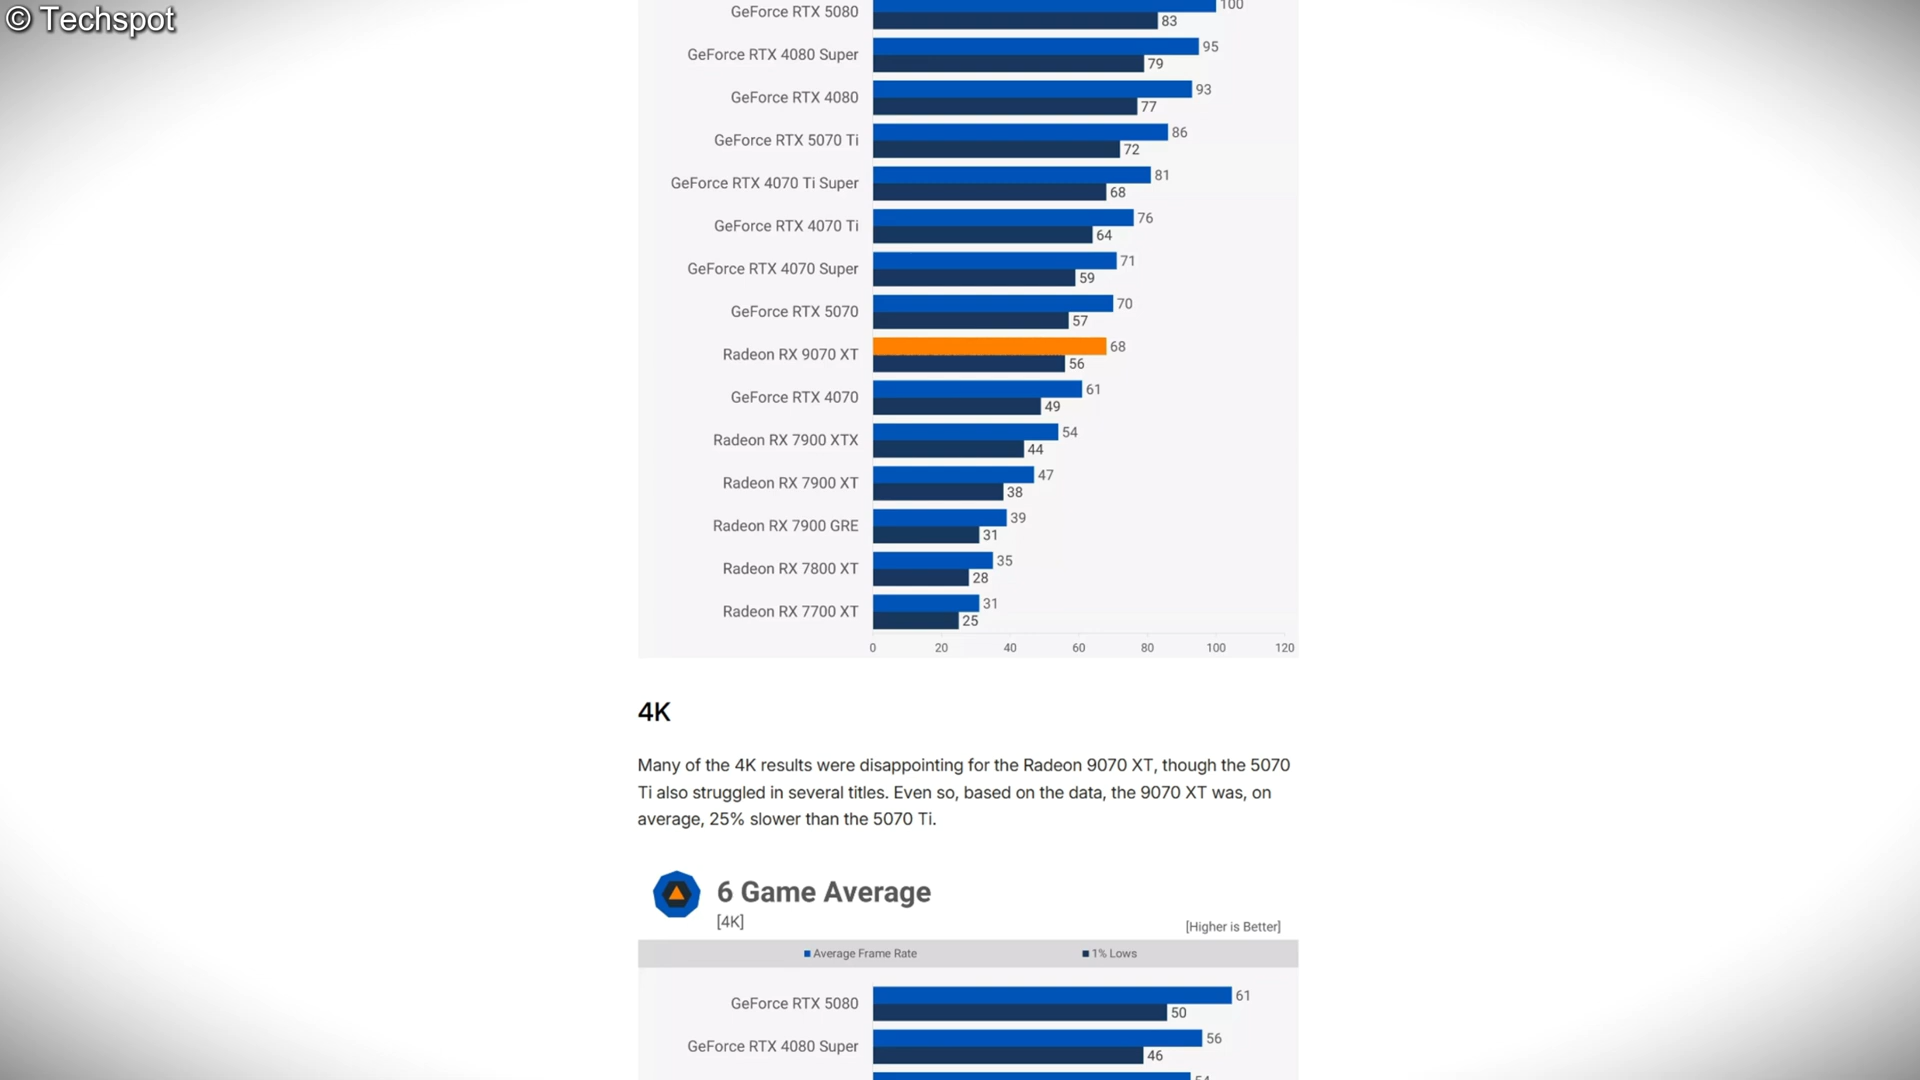 © Techspot
GeForce RTX 5080 100
83
GeForce RTX 4080 Super 95
79
GeForce RTX 4080 93
77
GeForce RTX 5070 Ti 86
72
GeForce RTX 4070 Ti Super 81
68
GeForce RTX 4070 Ti 76
64
GeForce RTX 4070 Super 71
59
GeForce RTX 5070 70
57
Radeon RX 9070 XT 68
56
GeForce RTX 4070 61
49
Radeon RX 7900 XTX 54
44
Radeon RX 7900 XT 47
38
Radeon RX 7900 GRE 39
31
Radeon RX 7800 XT 35
28
Radeon RX 7700 XT 31
25
0 20 40 60 80 100 120
4K
Many of the 4K results were disappointing for the Radeon 9070 XT, though the 5070
Ti also struggled in several titles. Even so, based on the data, the 9070 XT was, on
average, 25% slower than the 5070 Ti.
6 Game Average
[4K]
[Higher is Better]
Average Frame Rate 1% Lows
GeForce RTX 5080 61
50
GeForce RTX 4080 Super 56
46